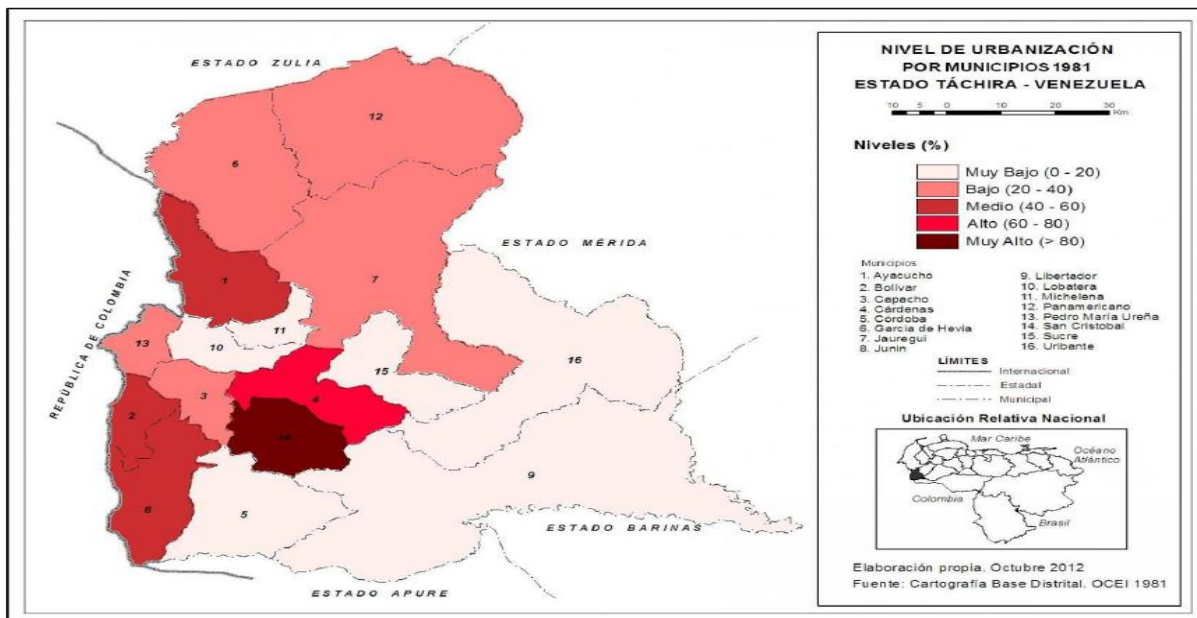 NIVEL DE URBANIZACIÓN
POR MUNICIPIOS 1981
ESTADO TÁCHIRA - VENEZUELA
10 5 0 10 20 30
Km.
Niveles (%)
Muy Bajo (0 - 20)
Bajo (20 - 40)
Medio (40 - 60)
Alto (60 - 80)
Muy Alto (> 80)
Municipios
1. Ayacucho
2. Bolívar
3. Capacho
4. Cárdenas
5. Córdoba
6. García de Hevia
7. Jauregui
8. Junín
9. Libertador
10. Lobatera
11. Michelena
12. Panamericano
13. Pedro María Ureña
14. San Cristobal
15. Sucre
16. Uribante
LÍMITES
Internacional
Estadal
Municipal
Ubicación Relativa Nacional
Mar Caribe
Océano
Atlántico
Colombia
Brasil
Elaboración propia. Octubre 2012
Fuente: Cartografía Base Distrital. OCEI 1981
ESTADO ZULIA
12
6
ESTADO MÉRIDA
REPÚBLICA DE COLOMBIA
1
7
11
10
13
15
16
3
4
2
14
9
8
5
ESTADO BARINAS
ESTADO APURE